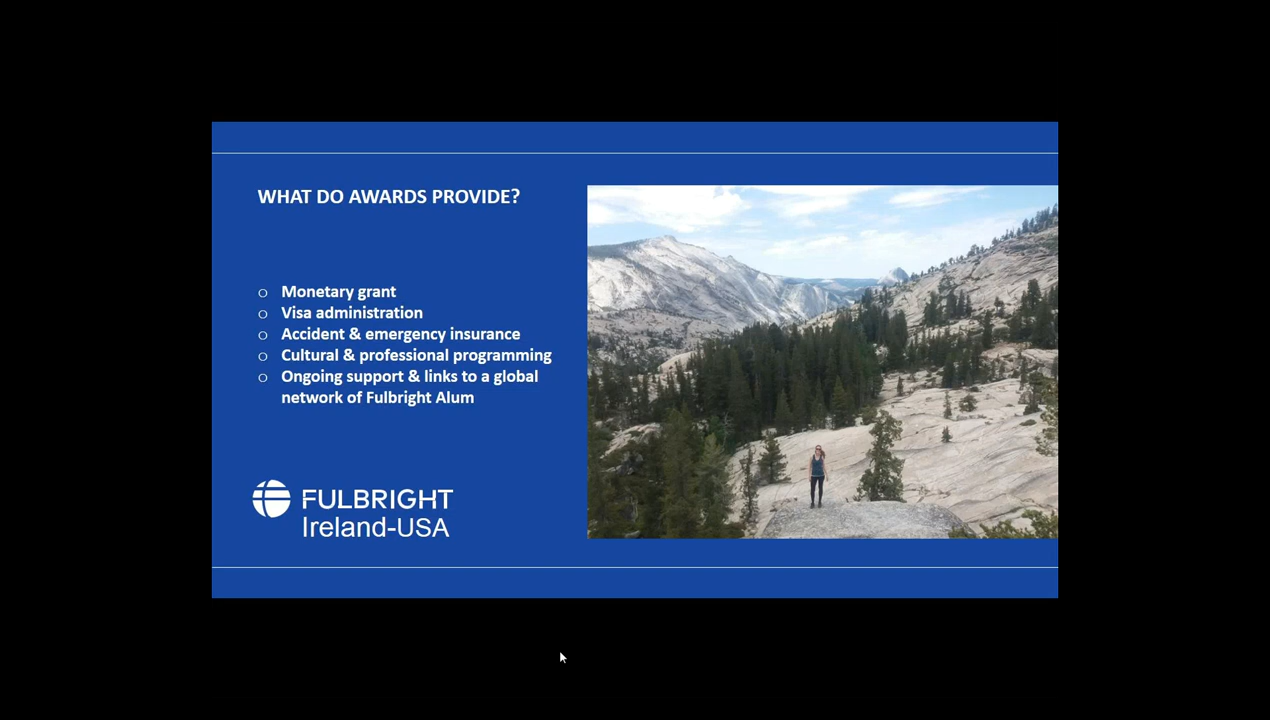 WHAT DO AWARDS PROVIDE?
○ Monetary grant
○ Visa administration
○ Accident & emergency insurance
○ Cultural & professional programming
○ Ongoing support & links to a global
network of Fulbright Alum
FULBRIGHT
Ireland-USA